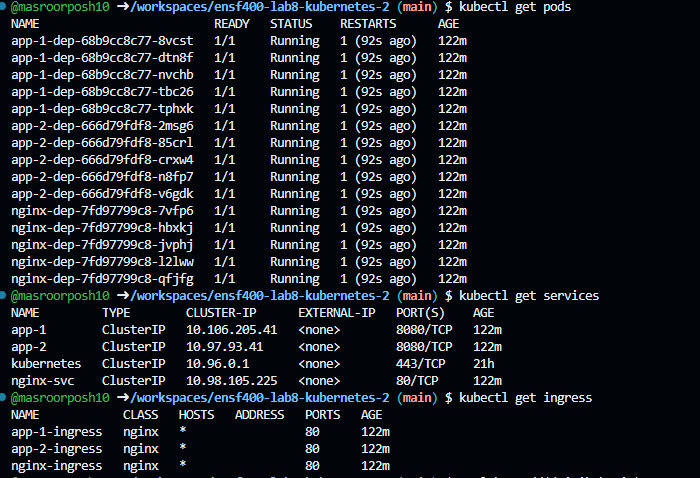 @masroorposh10 ➜/workspaces/ensf400-lab8-kubernetes-2 (main) $ kubectl get pods
NAME READY STATUS RESTARTS AGE
app-1-dep-68b9cc8c77-8vcst 1/1 Running 1 (92s ago) 122m
app-1-dep-68b9cc8c77-dtn8f 1/1 Running 1 (92s ago) 122m
app-1-dep-68b9cc8c77-nvchb 1/1 Running 1 (92s ago) 122m
app-1-dep-68b9cc8c77-tbc26 1/1 Running 1 (92s ago) 122m
app-1-dep-68b9cc8c77-tphxk 1/1 Running 1 (92s ago) 122m
app-2-dep-666d79fdf8-2msg6 1/1 Running 1 (92s ago) 122m
app-2-dep-666d79fdf8-85crl 1/1 Running 1 (92s ago) 122m
app-2-dep-666d79fdf8-crxw4 1/1 Running 1 (92s ago) 122m
app-2-dep-666d79fdf8-n8fp7 1/1 Running 1 (92s ago) 122m
app-2-dep-666d79fdf8-v6gdk 1/1 Running 1 (92s ago) 122m
nginx-dep-7fd97799c8-7vfp6 1/1 Running 1 (92s ago) 122m
nginx-dep-7fd97799c8-hbxkj 1/1 Running 1 (92s ago) 122m
nginx-dep-7fd97799c8-jvphj 1/1 Running 1 (92s ago) 122m
nginx-dep-7fd97799c8-l2lww 1/1 Running 1 (92s ago) 122m
nginx-dep-7fd97799c8-qfjfg 1/1 Running 1 (92s ago) 122m
@masroorposh10 ➜/workspaces/ensf400-lab8-kubernetes-2 (main) $ kubectl get services
NAME TYPE CLUSTER-IP EXTERNAL-IP PORT(S) AGE
app-1 ClusterIP 10.106.205.41 <none> 8080/TCP 122m
app-2 ClusterIP 10.97.93.41 <none> 8080/TCP 122m
kubernetes ClusterIP 10.96.0.1 <none> 443/TCP 21h
nginx-svc ClusterIP 10.98.105.225 <none> 80/TCP 122m
@masroorposh10 ➜/workspaces/ensf400-lab8-kubernetes-2 (main) $ kubectl get ingress
NAME CLASS HOSTS ADDRESS PORTS AGE
app-1-ingress nginx * 80 122m
app-2-ingress nginx * 80 122m
nginx-ingress nginx * 80 122m